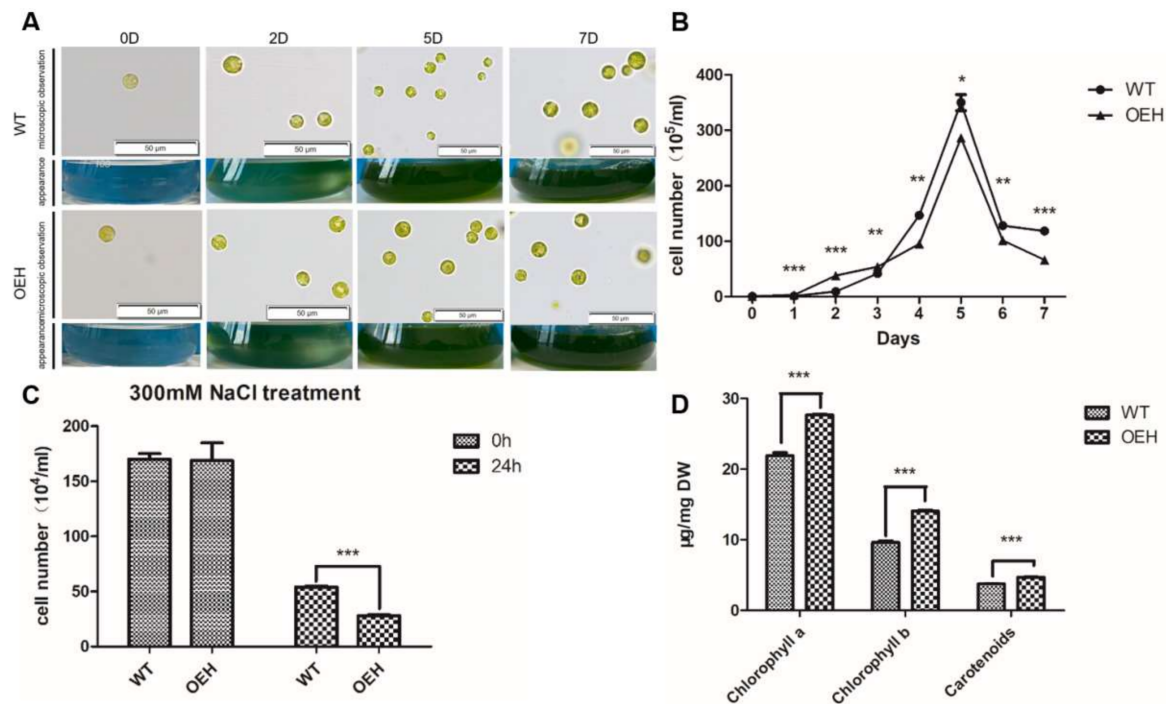 A
0D 2D 5D 7D
WT
microscopic observation
50 µm 50 µm 50 µm 50 µm
appearance
OEH
microscopic observation
50 µm 50 µm 50 µm 50 µm
appearance
B
cell number (10⁵/ml)
400
300
200
100
0
*** *** ** ** * ** ***
0 1 2 3 4 5 6 7
Days
WT
OEH
C
300mM NaCl treatment
cell number (10⁴/ml)
200
150
100
50
0
***
WT OEH WT OEH
0h
24h
D
µg/mg DW
30
20
10
0
***
***
***
Chlorophyll a Chlorophyll b Carotenoids
WT
OEH